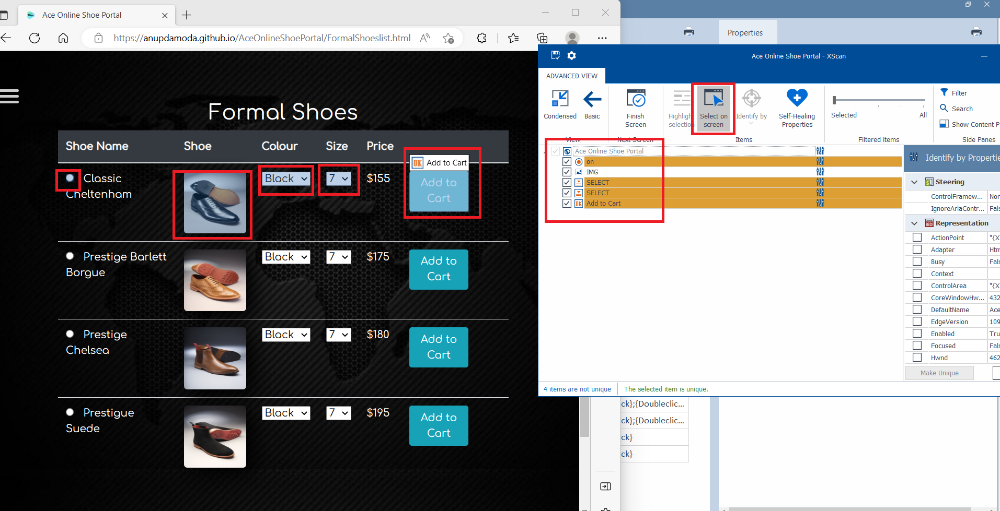 Ace Online Shoe Portal
https://anupdamoda.github.io/AceOnlineShoePortal/FormalShoeslist.html
Formal Shoes
Shoe Name Shoe Colour Size Price
OK Add to Cart
Classic
Cheltenham
Black 7 $155
Add to
Cart
Prestige Barlett
Borgue
Black 7 $175
Add to
Cart
Prestige
Chelsea
Black 7 $180
Add to
Cart
Prestigue
Suede
Black 7 $195
Add to
Cart
Properties
Ace Online Shoe Portal - XScan
ADVANCED VIEW
Condensed
Basic
View
Finish
Screen
Next Screen
Highlight
selection
Select on
screen
Identify by
Self-Healing
Properties
Items
Selected All
Filtered items
Filter
Search
Show Content P
Side Panes
Ace Online Shoe Portal
on
IMG
SELECT
SELECT
OK Add to Cart
Identify by Propertie
Steering
ControlFramew... Non
IgnoreAriaContr... Fals
BiD Representation
ActionPoint "{X
Adapter Htm
Busy Fals
Context
ControlArea "{X
CoreWindowHw... 432
DefaultName Ace
EdgeVersion 109
Enabled Tru
Focused Fals
Hwnd 462
Make Unique
4 items are not unique The selected item is unique.
ck};{Doubleclic...
ck};{Doubleclic...
ck}
ck}